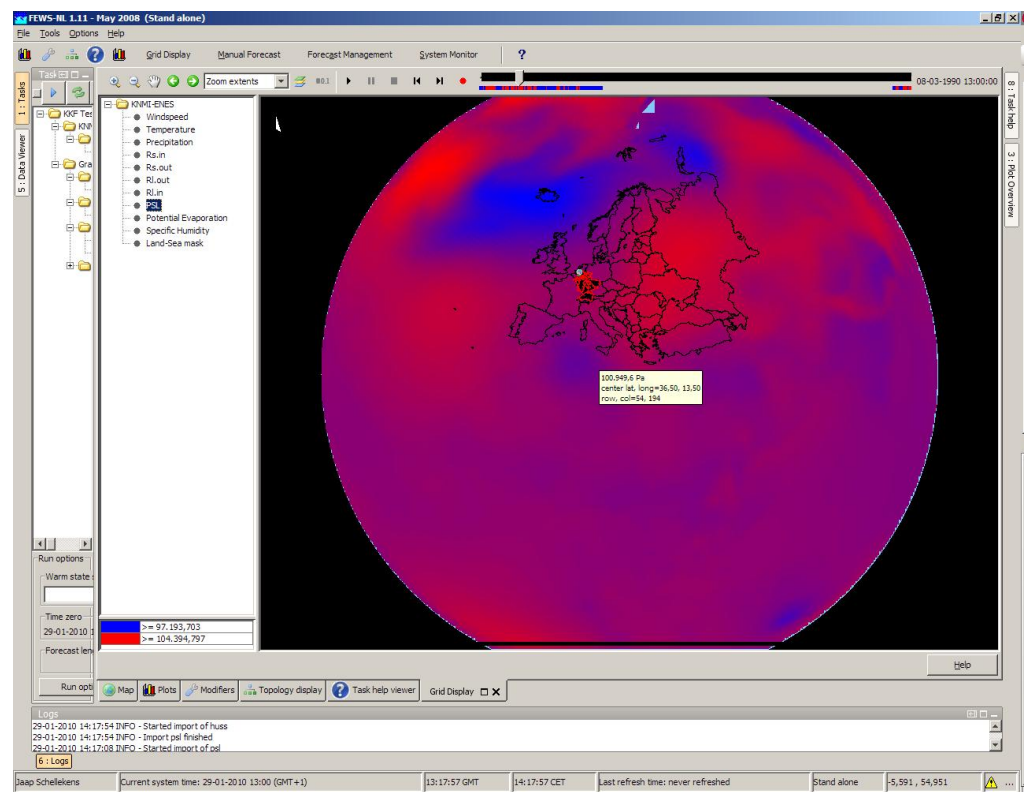 FEWS-NL 1.11 - May 2008 (Stand alone)
File Tools Options Help
Grid Display Manual Forecast Forecast Management System Monitor ?
Zoom extents
08-03-1990 13:00:00
1 : Tasks
5 : Data Viewer
8 : Task help
3 : Plot Overview
KKF Tes
KNM
Gra
KNMI-ENES
Windspeed
Temperature
Precipitation
Rs.in
Rs.out
Rl.out
Rl.in
PSL
Potential Evaporation
Specific Humidity
Land-Sea mask
100.949,6 Pa
center lat, long=36,50, 13,50
row, col=54, 194
Run options
Warm state s
Time zero
29-01-2010 1
Forecast len
Run opti
>= 97.193,703
>= 104.394,797
Help
Map Plots Modifiers Topology display Task help viewer Grid Display
Logs
29-01-2010 14:17:54 INFO - Started import of huss
29-01-2010 14:17:54 INFO - Import psl finished
29-01-2010 14:17:08 INFO - Started import of psl
6 : Logs
Jaap Schellekens Current system time: 29-01-2010 13:00 (GMT+1) 13:17:57 GMT 14:17:57 CET Last refresh time: never refreshed Stand alone -5,591 , 54,951 ...